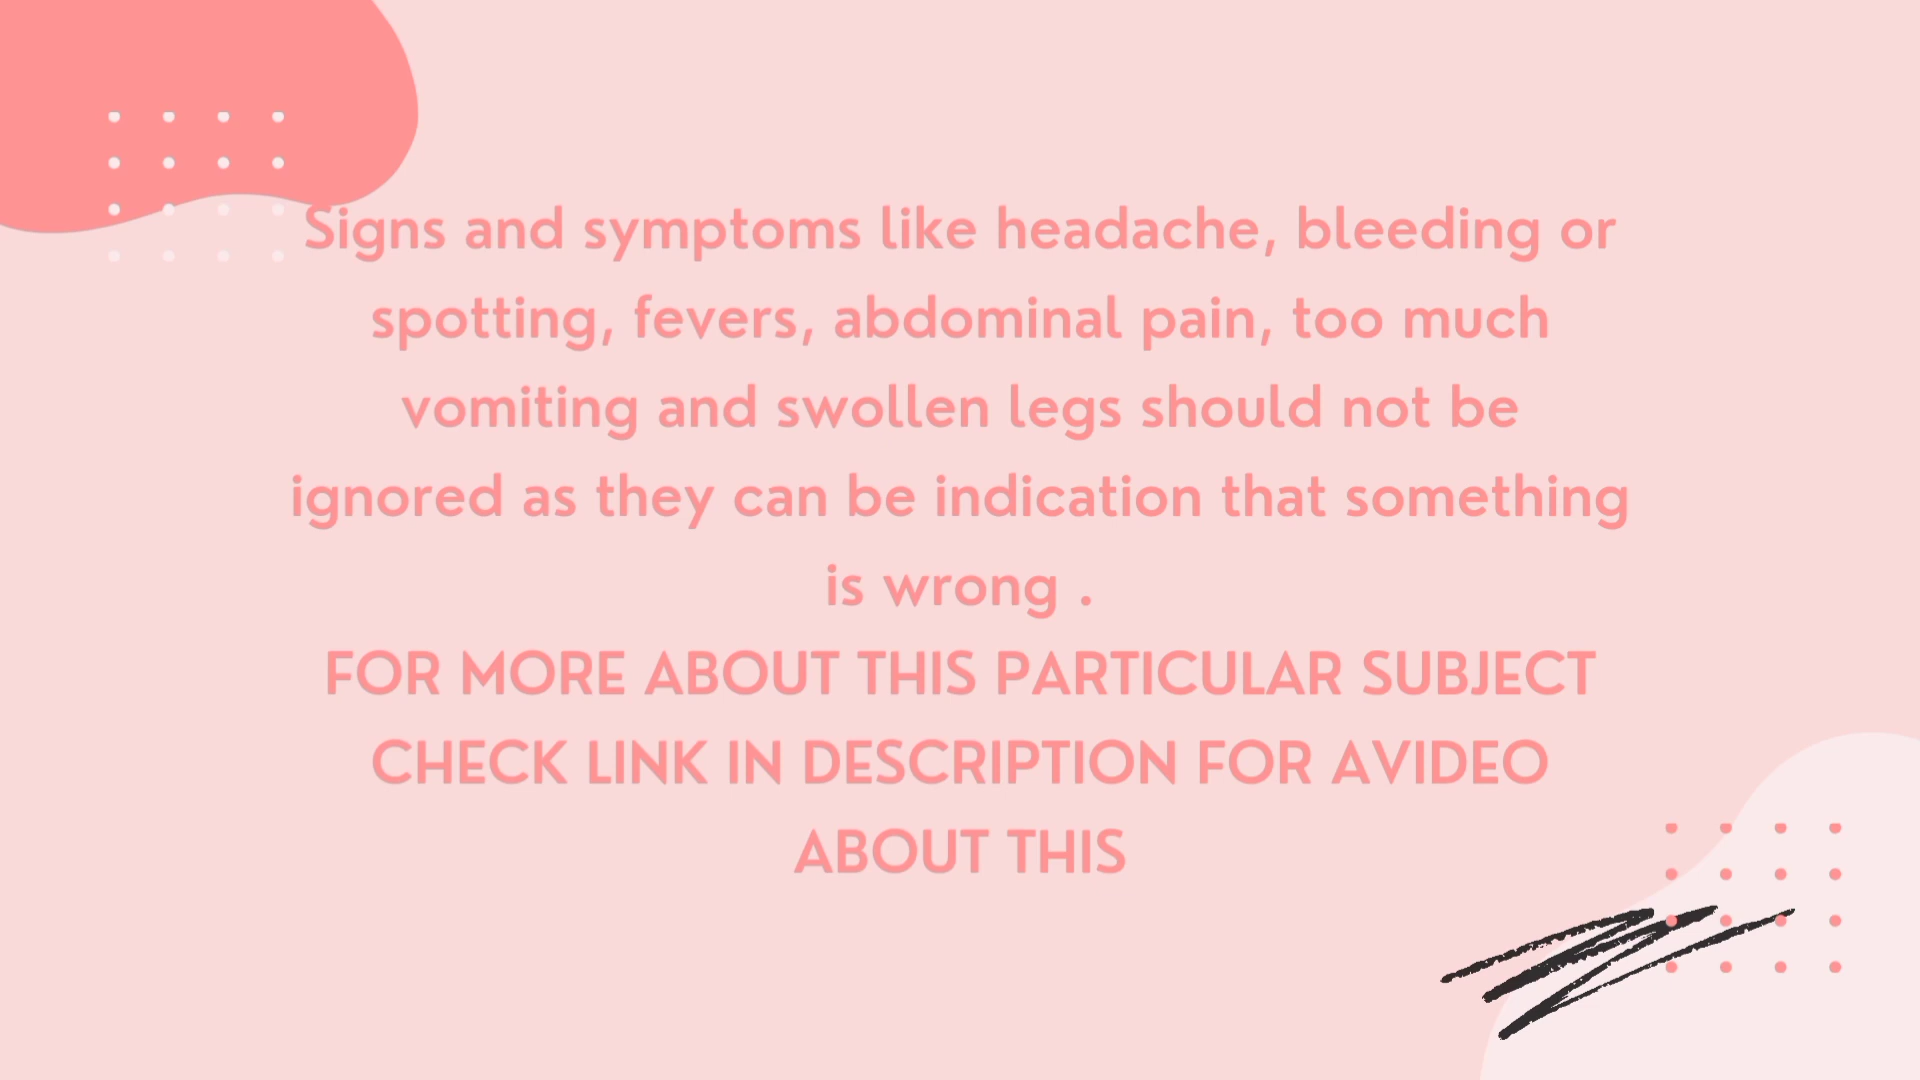 Signs and symptoms like headache, bleeding or
spotting, fevers, abdominal pain, too much
vomiting and swollen legs should not be
ignored as they can be indication that something
is wrong .
FOR MORE ABOUT THIS PARTICULAR SUBJECT
CHECK LINK IN DESCRIPTION FOR AVIDEO
ABOUT THIS